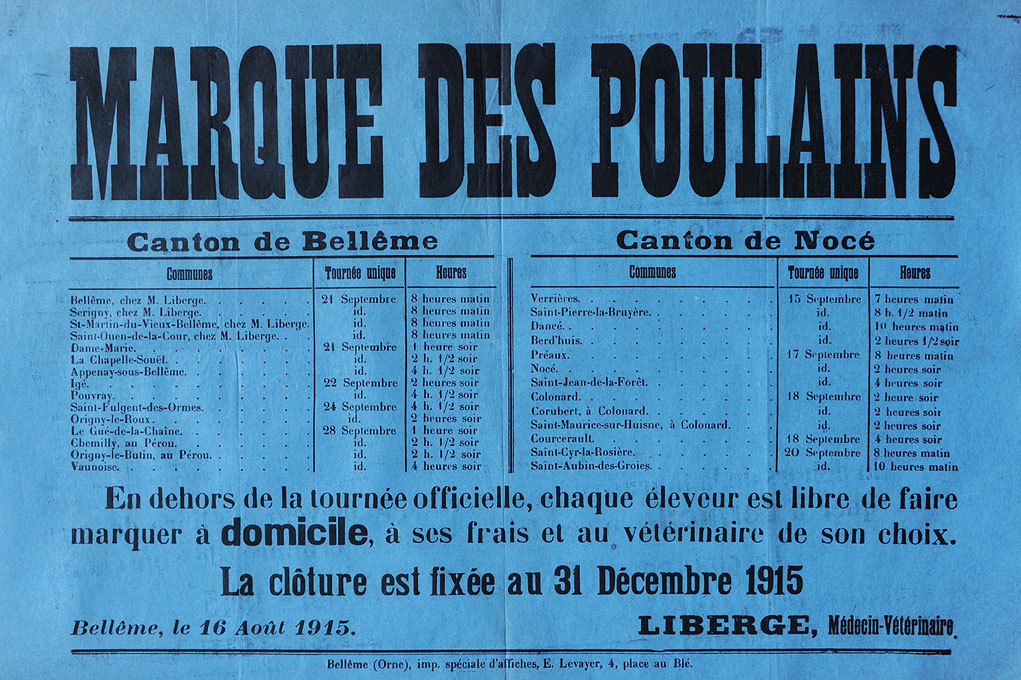 MARQUE DES POULAINS
Canton de Bellême
Communes Tournée unique Heures
Bellême, chez M. Liberge. 21 Septembre 8 heures matin
Serigny, chez M. Liberge. id. 8 heures matin
St-Martin-du-Vieux-Bellême, chez M. Liberge. id. 8 heures matin
Saint-Ouen-de-la-Cour, chez M. Liberge. id. 8 heures matin
Dame-Marie. 21 Septembre 1 heure soir
La Chapelle-Souët. id. 2 h. 1/2 soir
Appenay-sous-Bellême. id. 4 h. 1/2 soir
Igé. 22 Septembre 2 heures soir
Pouvray. id. 4 h. 1/2 soir
Saint-Fulgent-des-Ormes. 24 Septembre 4 h. 1/2 soir
Origny-le-Roux. id. 2 heures soir
Le Gué-de-la-Chaîne. 28 Septembre 1 heure soir
Chemilly, au Pérou. id. 2 h. 1/2 soir
Origny-le-Butin, au Pérou. id. 2 h. 1/2 soir
Vaunoise. id. 4 heures soir
Canton de Nocé
Communes Tournée unique Heures
Verrières. 15 Septembre 7 heures matin
Saint-Pierre-la-Bruyère. id. 8 h. 1/2 matin
Dancé. id. 10 heures matin
Berd'huis. id. 2 heures 1/2 soir
Préaux. 17 Septembre 8 heures matin
Nocé. id. 2 heures soir
Saint-Jean-de-la-Forêt. id. 4 heures soir
Colonard. 18 Septembre 2 heure soir
Corubert, à Colonard. id. 2 heures soir
Saint-Maurice-sur-Huisne, à Colonard. id. 2 heures soir
Courcerault. 18 Septembre 4 heures soir
Saint-Cyr-la-Rosière. 20 Septembre 8 heures matin
Saint-Aubin-des-Groies. id. 10 heures matin
En dehors de la tournée officielle, chaque éleveur est libre de faire
marquer à domicile, à ses frais et au vétérinaire de son choix.
La clôture est fixée au 31 Décembre 1915
Bellême, le 16 Août 1915. LIBERGE, Médecin-Vétérinaire.
Bellême (Orne), imp. spéciale d'affiches, E. Levayer, 4, place au Blé.